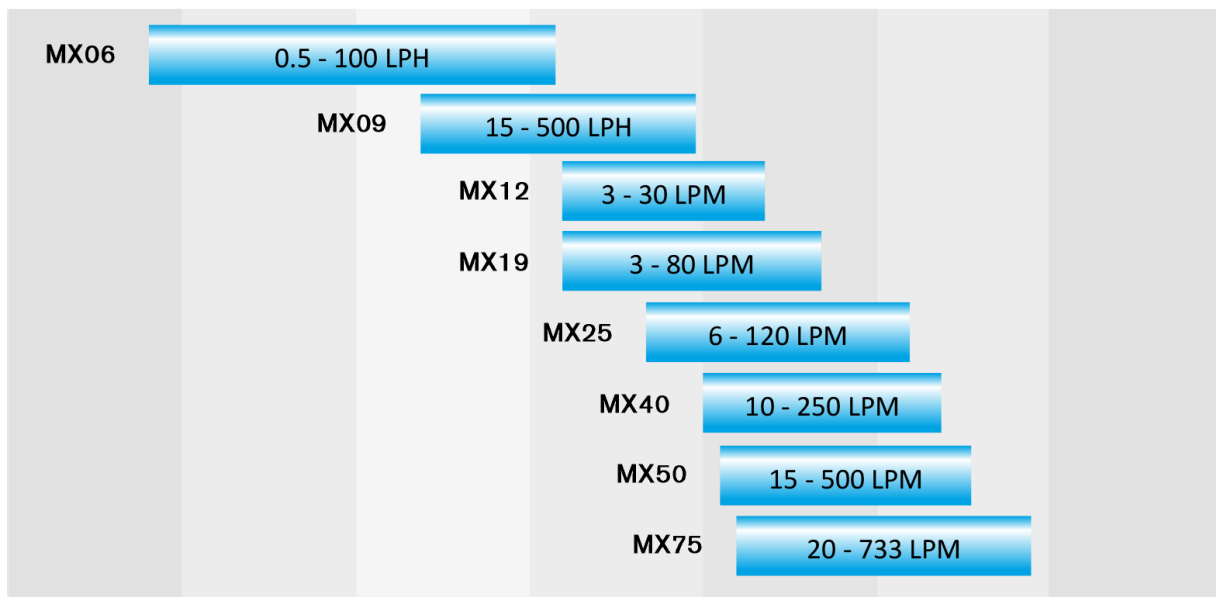 MX06 0.5 - 100 LPH
MX09 15 - 500 LPH
MX12 3 - 30 LPM
MX19 3 - 80 LPM
MX25 6 - 120 LPM
MX40 10 - 250 LPM
MX50 15 - 500 LPM
MX75 20 - 733 LPM